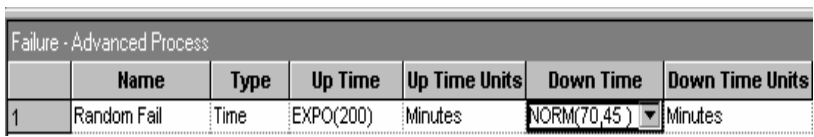 Failure - Advanced Process
Name Type Up Time Up Time Units Down Time Down Time Units
1 Random Fail Time EXPO(200) Minutes NORM(70,45 ) Minutes